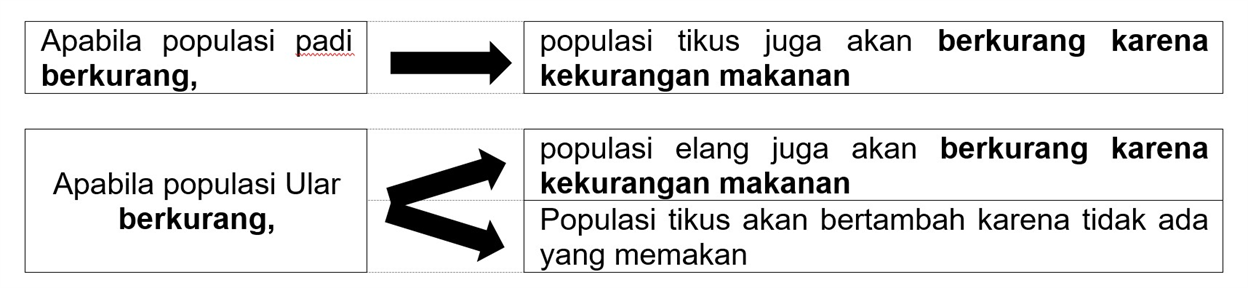 Apabila populasi padi
berkurang,
populasi tikus juga akan berkurang karena
kekurangan makanan
Apabila populasi Ular
berkurang,
populasi elang juga akan berkurang karena
kekurangan makanan
Populasi tikus akan bertambah karena tidak ada
yang memakan